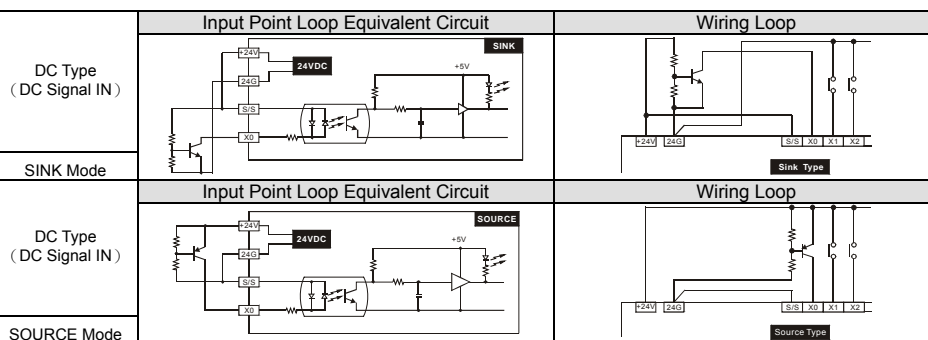 Input Point Loop Equivalent Circuit
Wiring Loop
DC Type
（DC Signal IN）
SINK Mode
SINK
+24V
24VDC
24G
+5V
S/S
X0
+24V 24G S/S X0 X1 X2
Sink Type
Input Point Loop Equivalent Circuit
Wiring Loop
DC Type
（DC Signal IN）
SOURCE Mode
SOURCE
+24V
24VDC
24G
+5V
S/S
X0
+24V 24G S/S X0 X1 X2
Source Type